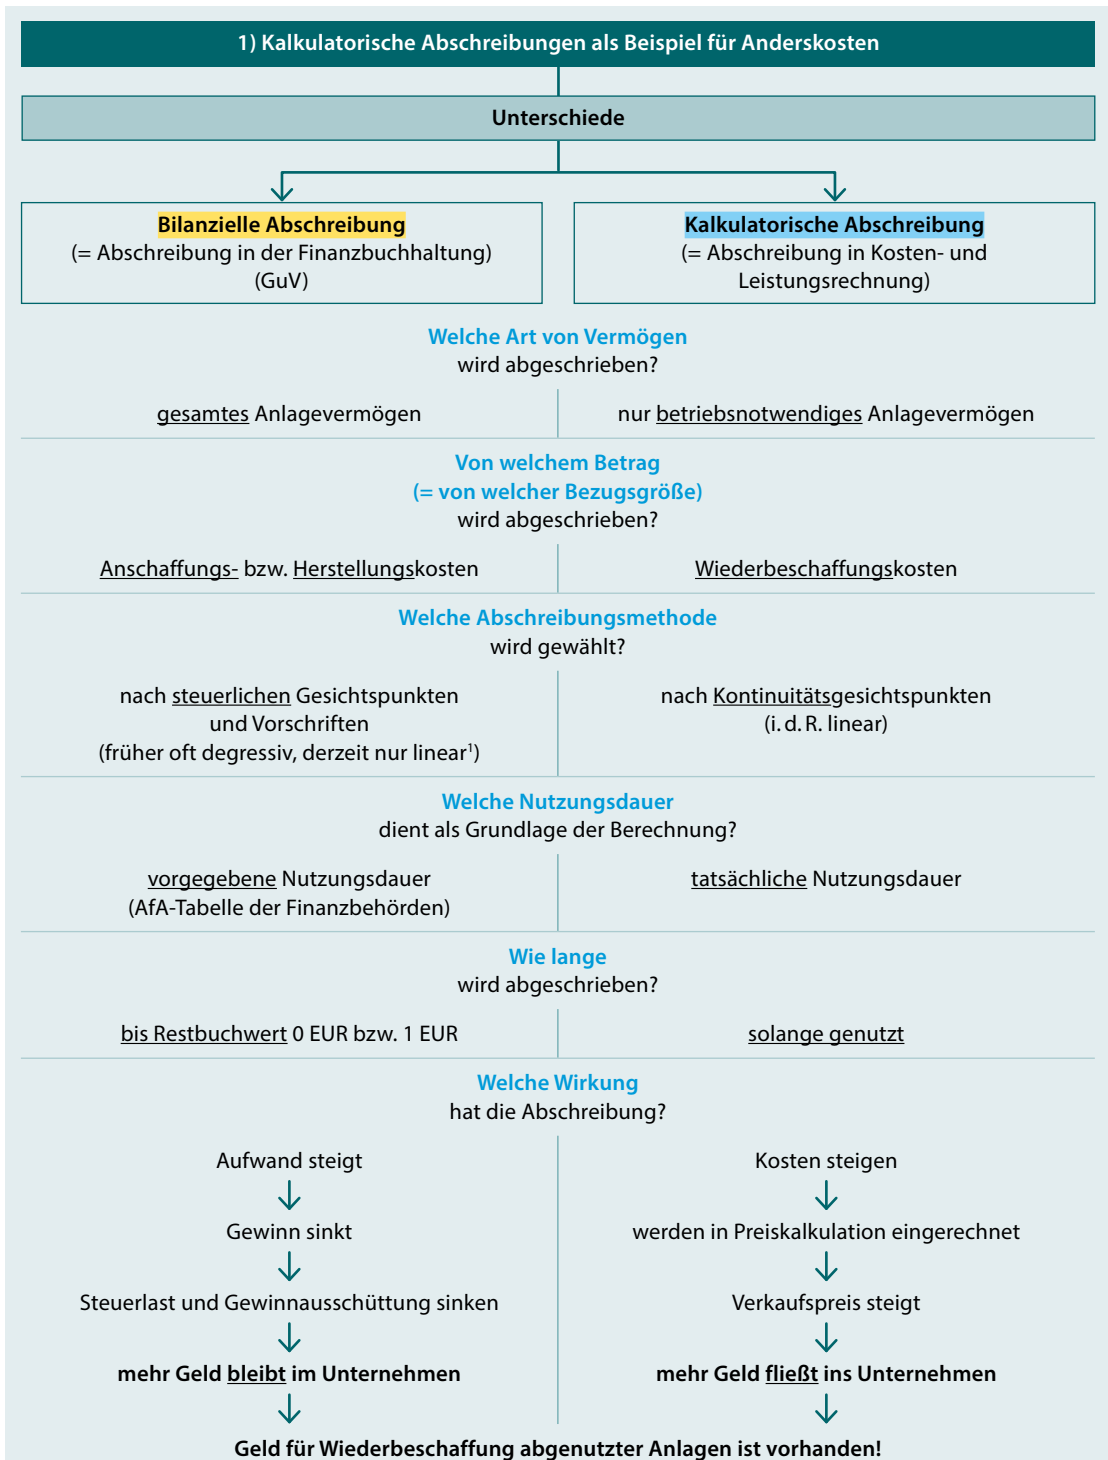 1) Kalkulatorische Abschreibungen als Beispiel für Anderskosten
Unterschiede
Bilanzielle Abschreibung
(= Abschreibung in der Finanzbuchhaltung)
(GuV)
Kalkulatorische Abschreibung
(= Abschreibung in Kosten- und
Leistungsrechnung)
Welche Art von Vermögen
wird abgeschrieben?
gesamtes Anlagevermögen
nur betriebsnotwendiges Anlagevermögen
Von welchem Betrag
(= von welcher Bezugsgröße)
wird abgeschrieben?
Anschaffungs- bzw. Herstellungskosten
Wiederbeschaffungskosten
Welche Abschreibungsmethode
wird gewählt?
nach steuerlichen Gesichtspunkten
und Vorschriften
(früher oft degressiv, derzeit nur linear¹)
nach Kontinuitätsgesichtspunkten
(i. d. R. linear)
Welche Nutzungsdauer
dient als Grundlage der Berechnung?
vorgegebene Nutzungsdauer
(AfA-Tabelle der Finanzbehörden)
tatsächliche Nutzungsdauer
Wie lange
wird abgeschrieben?
bis Restbuchwert 0 EUR bzw. 1 EUR
solange genutzt
Welche Wirkung
hat die Abschreibung?
Aufwand steigt
Gewinn sinkt
Steuerlast und Gewinnausschüttung sinken
mehr Geld bleibt im Unternehmen
Kosten steigen
werden in Preiskalkulation eingerechnet
Verkaufspreis steigt
mehr Geld fließt ins Unternehmen
Geld für Wiederbeschaffung abgenutzter Anlagen ist vorhanden!